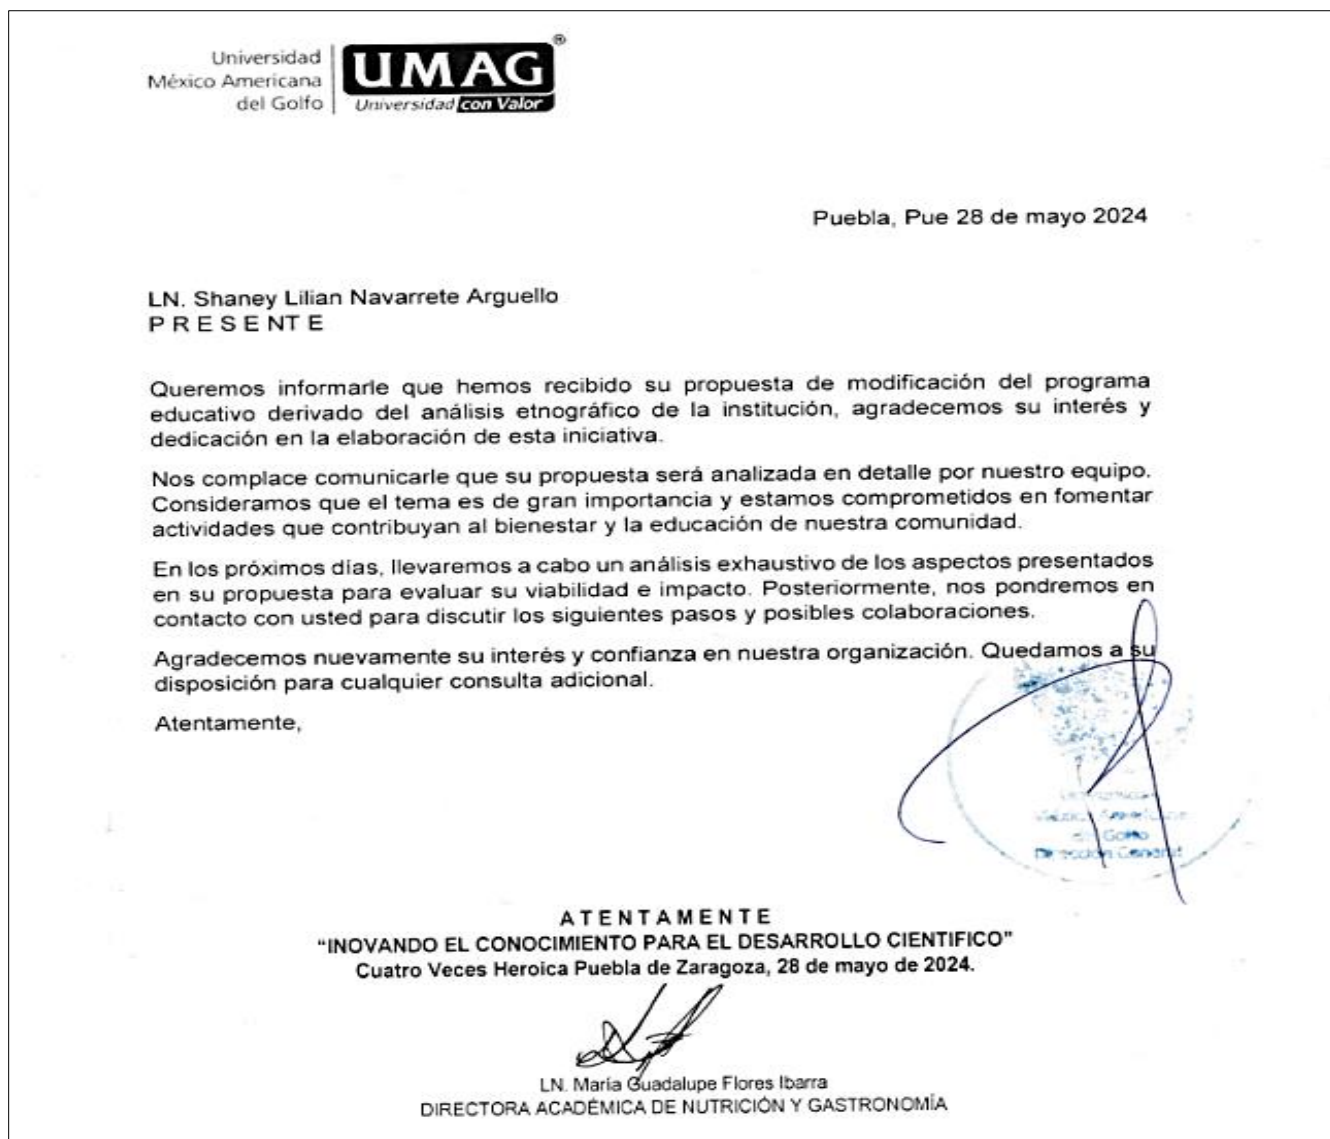 Universidad
México Americana
del Golfo
UMAG®
Universidad con Valor
Puebla, Pue 28 de mayo 2024
LN. Shaney Lilian Navarrete Arguello
P R E S E NT E
Queremos informarle que hemos recibido su propuesta de modificación del programa
educativo derivado del análisis etnográfico de la institución, agradecemos su interés y
dedicación en la elaboración de esta iniciativa.
Nos complace comunicarle que su propuesta será analizada en detalle por nuestro equipo.
Consideramos que el tema es de gran importancia y estamos comprometidos en fomentar
actividades que contribuyan al bienestar y la educación de nuestra comunidad.
En los próximos días, llevaremos a cabo un análisis exhaustivo de los aspectos presentados
en su propuesta para evaluar su viabilidad e impacto. Posteriormente, nos pondremos en
contacto con usted para discutir los siguientes pasos y posibles colaboraciones.
Agradecemos nuevamente su interés y confianza en nuestra organización. Quedamos a su
disposición para cualquier consulta adicional.
Atentamente,
Golfo
Dirección General
A T E N T A M E N T E
“INOVANDO EL CONOCIMIENTO PARA EL DESARROLLO CIENTIFICO”
Cuatro Veces Heroica Puebla de Zaragoza, 28 de mayo de 2024.
LN. María Guadalupe Flores Ibarra
DIRECTORA ACADÉMICA DE NUTRICIÓN Y GASTRONOMÍA